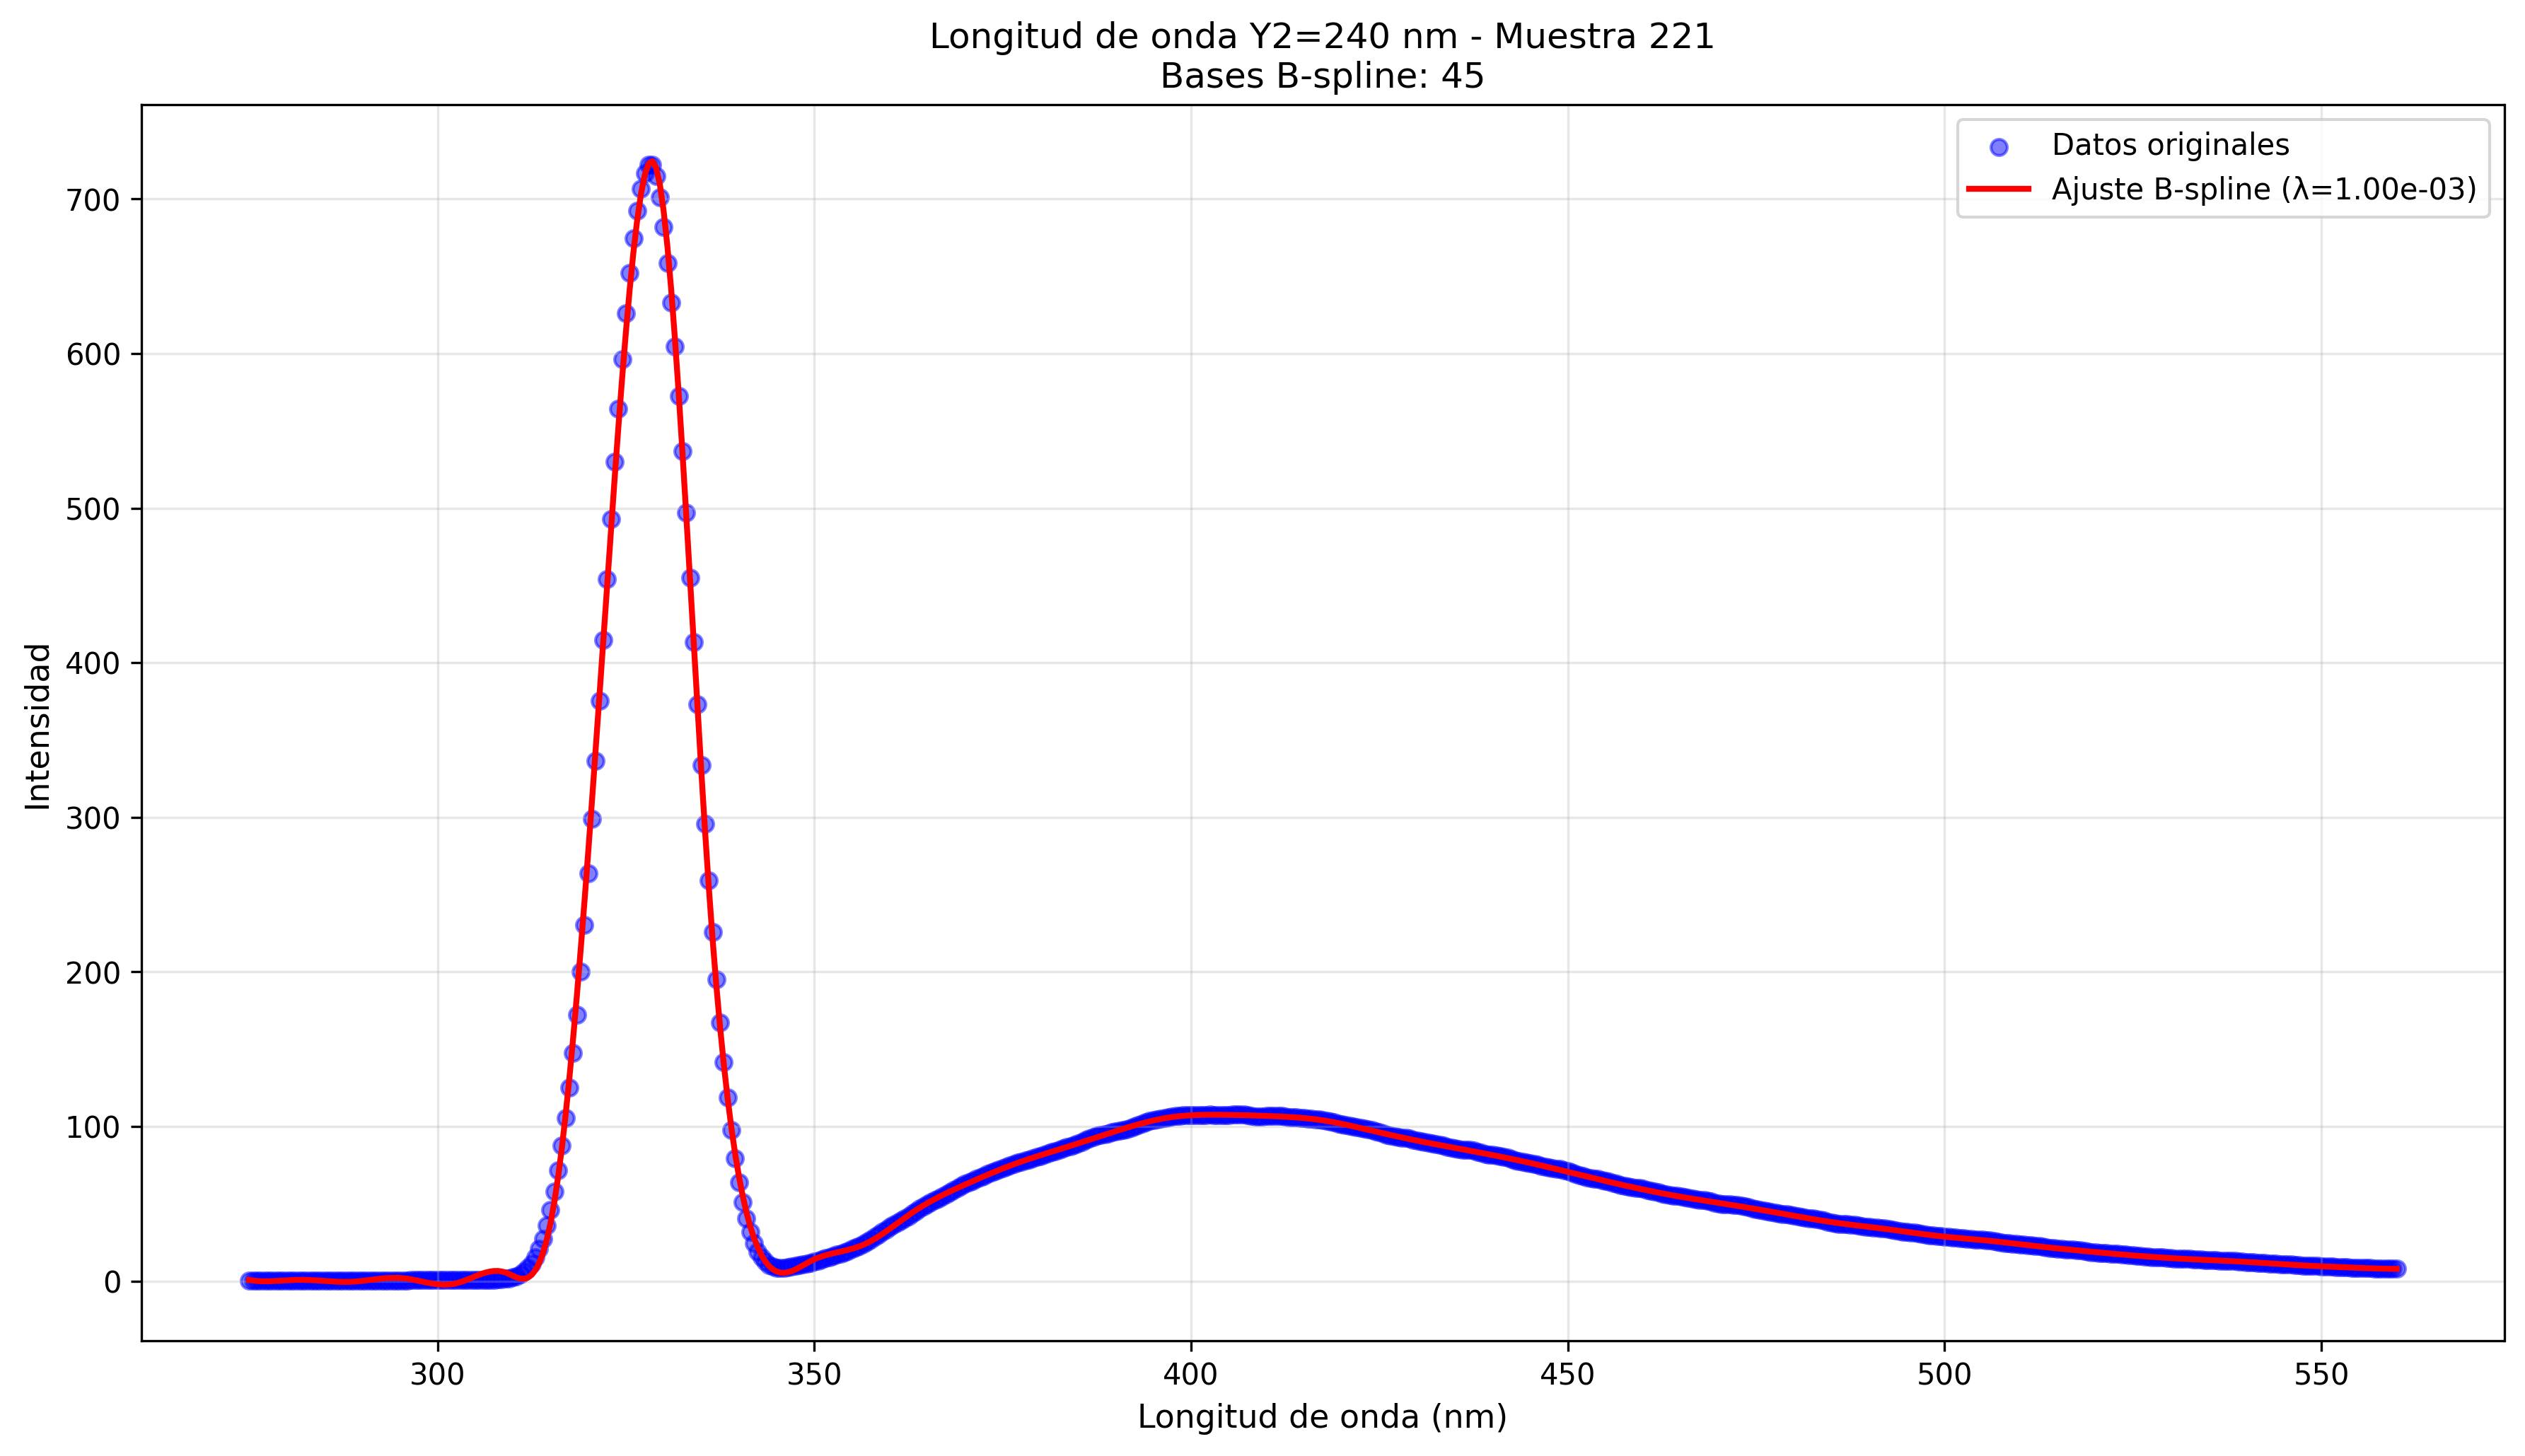 Longitud de onda Y2=240 nm - Muestra 221
Bases B-spline: 45
Datos originales
Ajuste B-spline (λ=1.00e-03)
Intensidad
700
600
500
400
300
200
100
0
300 350 400 450 500 550
Longitud de onda (nm)